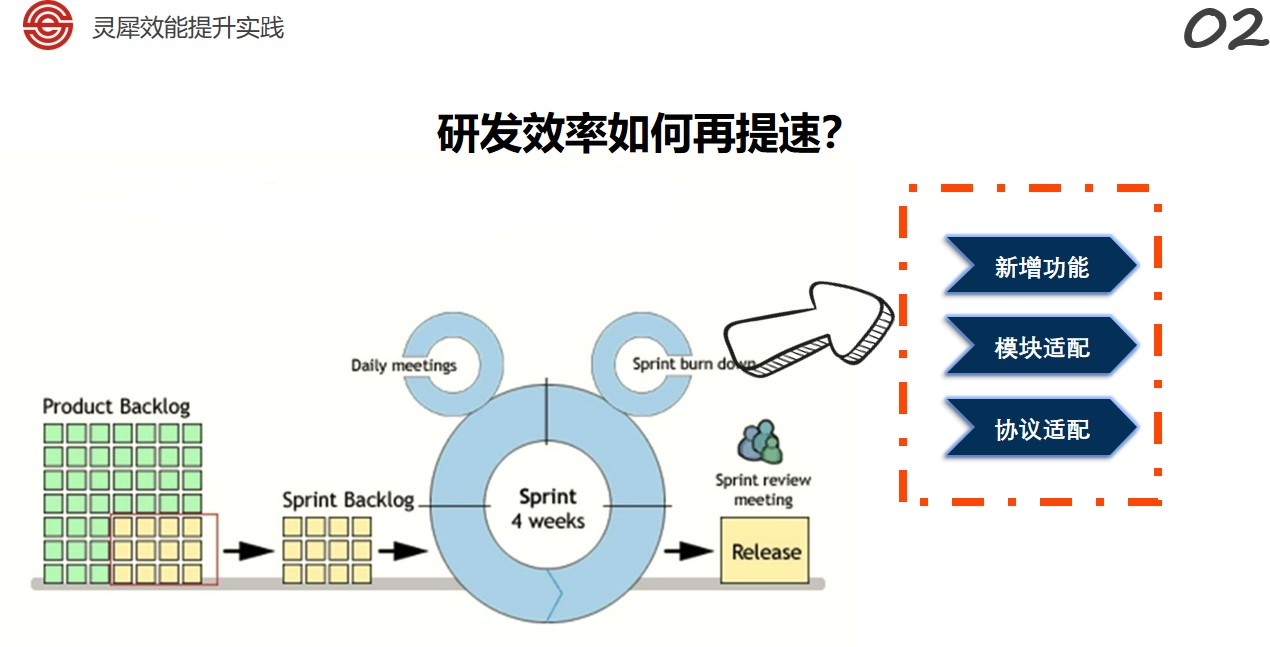 灵犀效能提升实践
02
研发效率如何再提速？
新增功能
模块适配
协议适配
Daily meetings
Sprint burn down
Product Backlog
Sprint Backlog
Sprint
4 weeks
Sprint review
meeting
Release